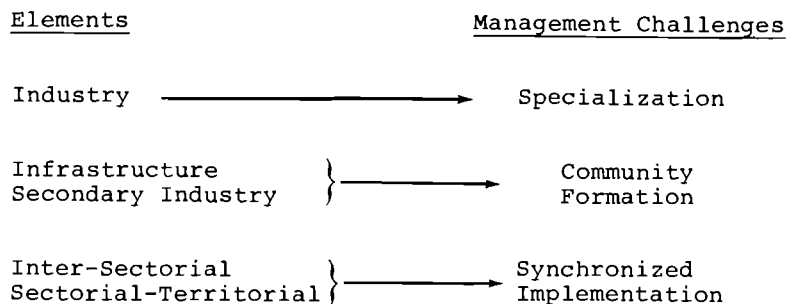 Elements Management Challenges
Industry Specialization
Infrastructure Community
Secondary Industry Formation
Inter-Sectorial Synchronized
Sectorial-Territorial Implementation